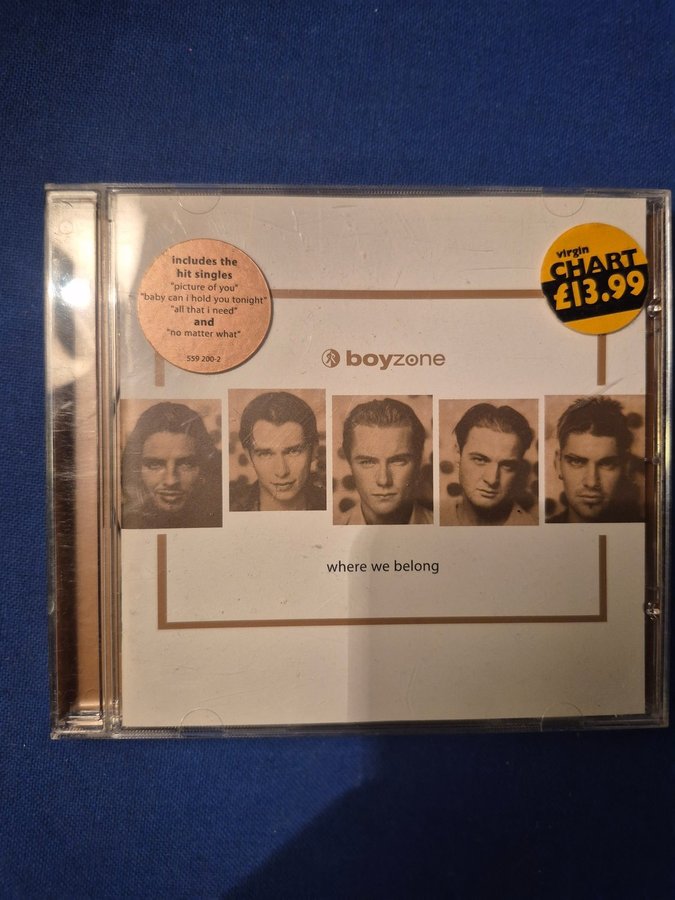 includes the
hit singles
"picture of you"
"baby can i hold you tonight"
"all that i need"
and
"no matter what"
559 200-2
virgin
CHART
£13.99
boyzone
where we belong